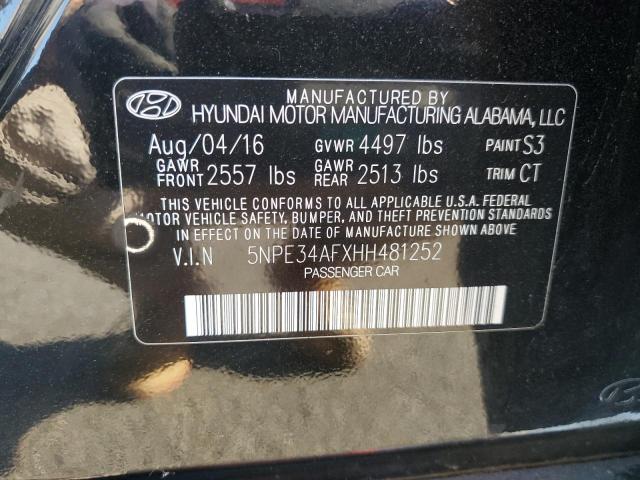 MANUFACTURED BY
HYUNDAI MOTOR MANUFACTURING ALABAMA, LLC
Aug/04/16 GVWR 4497 lbs PAINT S3
GAWR FRONT 2557 lbs GAWR REAR 2513 lbs TRIM CT
THIS VEHICLE CONFORMS TO ALL APPLICABLE U.S.A. FEDERAL
MOTOR VEHICLE SAFETY, BUMPER, AND THEFT PREVENTION STANDARDS
IN EFFECT ON THE DATE OF MANUFACTURE SHOWN ABOVE
V.I.N 5NPE34AFXHH481252
PASSENGER CAR